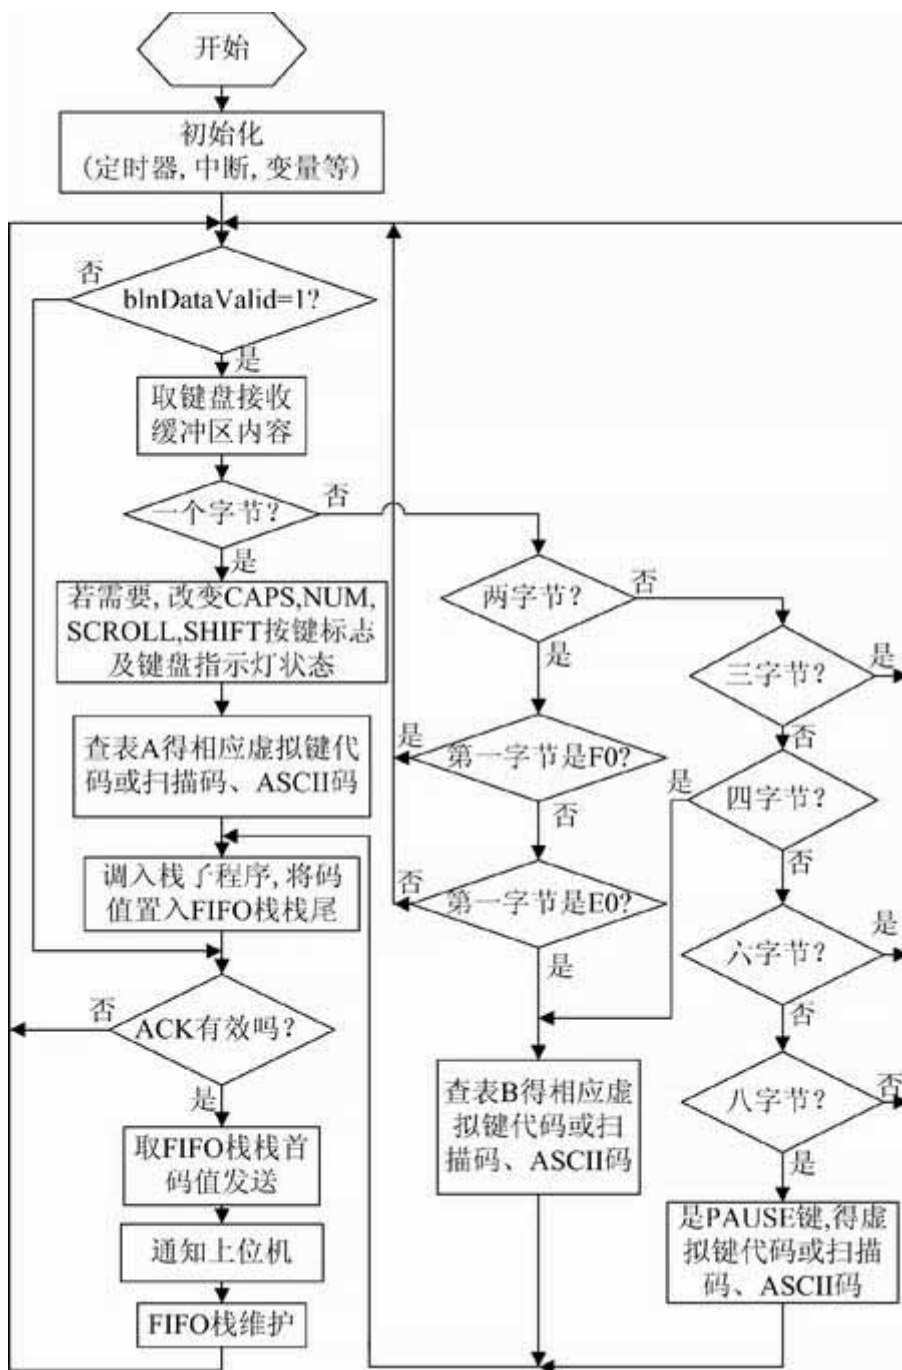 开始
初始化
(定时器,中断,变量等)
否
blnDataValid=1?
是
取键盘接收
缓冲区内容
一个字节?
否
是
若需要,改变CAPS,NUM,
SCROLL,SHIFT按键标志
及键盘指示灯状态
查表A得相应虚拟键代
码或扫描码、ASCII码
调入栈子程序,将码
值置入FIFO栈栈尾
否
ACK有效吗?
是
取FIFO栈栈首
码值发送
通知上位机
FIFO栈维护
两字节?
否
是
是
第一字节是F0?
否
否
第一字节是E0?
是
查表B得相应虚
拟键代码或扫
描码、ASCII码
三字节?
是
否
是
四字节?
否
六字节?
是
否
八字节?
否
是
是PAUSE键,得虚
拟键代码或扫描
码、ASCII码